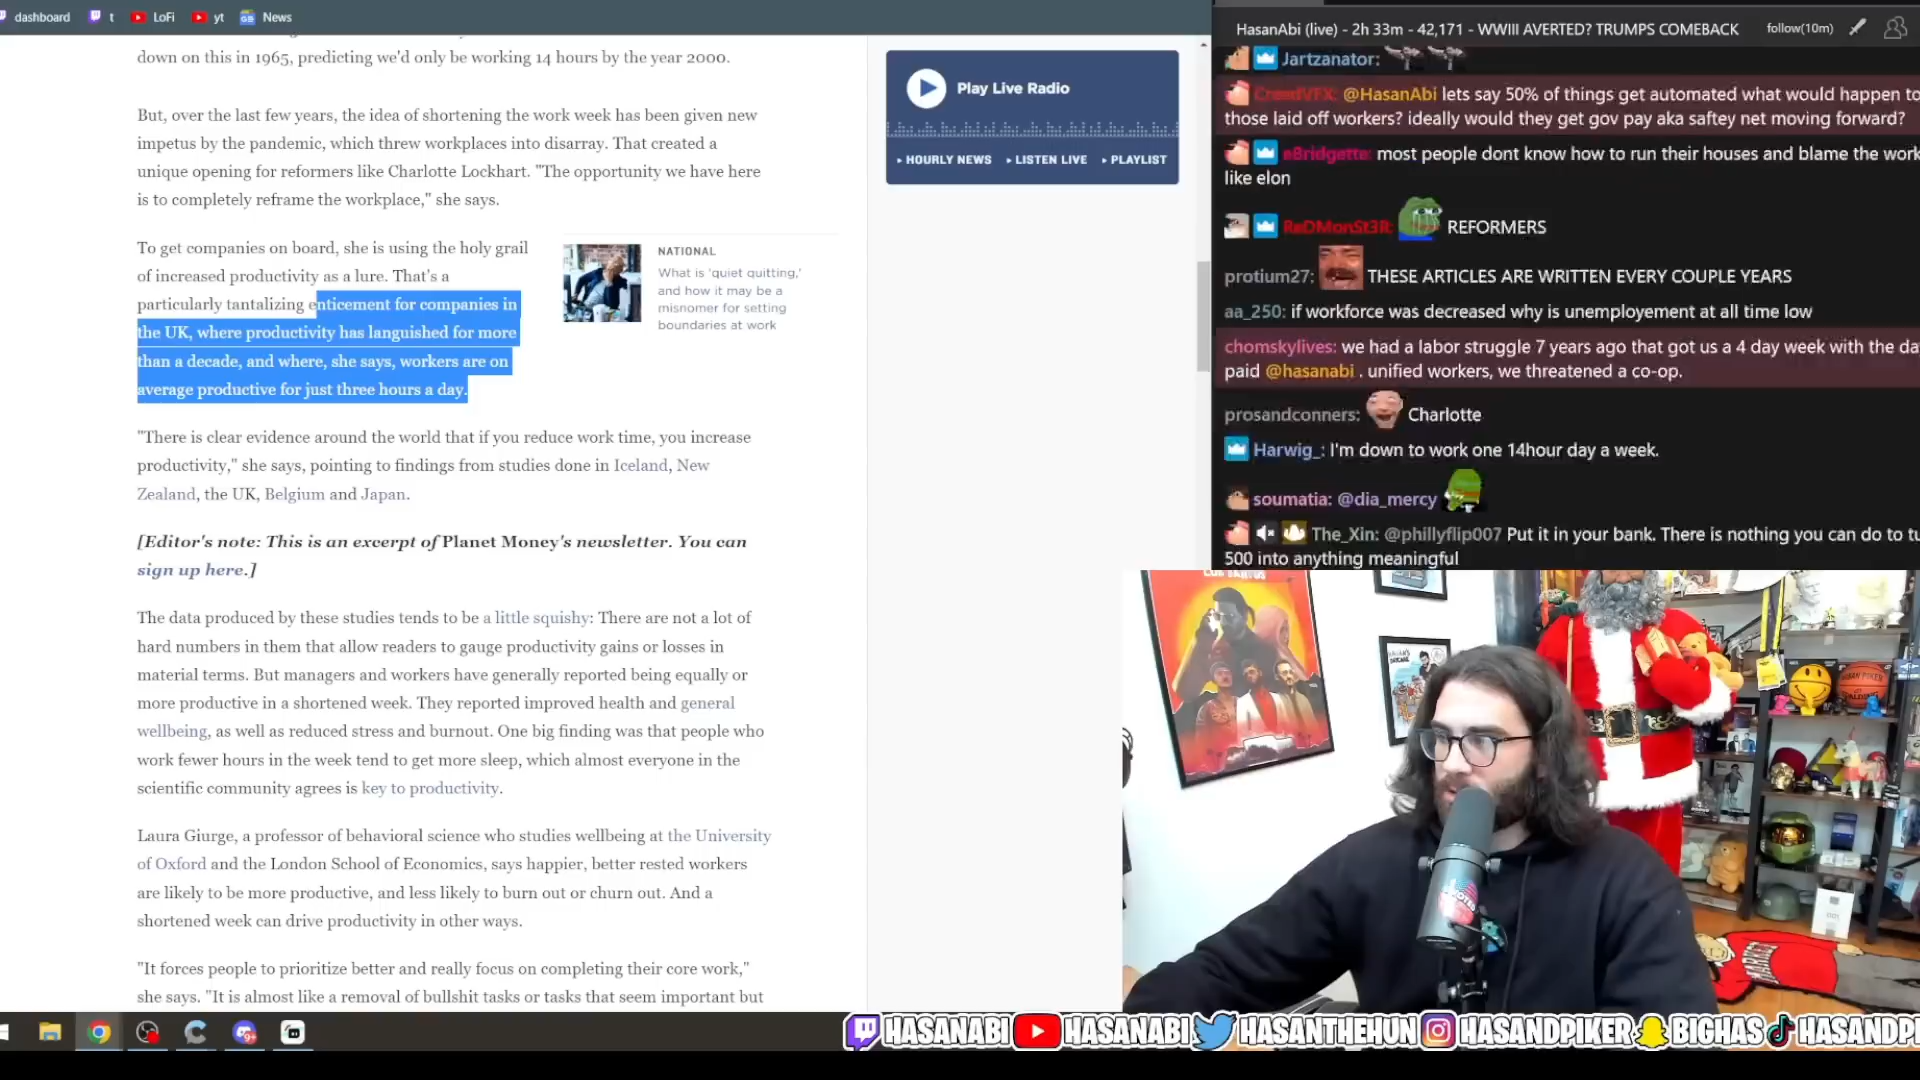 dashboard
t
LoFi
yt
News
down on this in 1965, predicting we'd only be working 14 hours by the year 2000.
But, over the last few years, the idea of shortening the work week has been given new
impetus by the pandemic, which threw workplaces into disarray. That created a
unique opening for reformers like Charlotte Lockhart. "The opportunity we have here
is to completely reframe the workplace," she says.
To get companies on board, she is using the holy grail
of increased productivity as a lure. That's a
particularly tantalizing enticement for companies in
the UK, where productivity has languished for more
than a decade, and where, she says, workers are on
average productive for just three hours a day.
NATIONAL
What is 'quiet quitting,'
and how it may be a
misnomer for setting
boundaries at work
"There is clear evidence around the world that if you reduce work time, you increase
productivity," she says, pointing to findings from studies done in Iceland, New
Zealand, the UK, Belgium and Japan.
[Editor's note: This is an excerpt of Planet Money's newsletter. You can
sign up here.]
The data produced by these studies tends to be a little squishy: There are not a lot of
hard numbers in them that allow readers to gauge productivity gains or losses in
material terms. But managers and workers have generally reported being equally or
more productive in a shortened week. They reported improved health and general
wellbeing, as well as reduced stress and burnout. One big finding was that people who
work fewer hours in the week tend to get more sleep, which almost everyone in the
scientific community agrees is key to productivity.
Laura Giurge, a professor of behavioral science who studies wellbeing at the University
of Oxford and the London School of Economics, says happier, better rested workers
are likely to be more productive, and less likely to burn out or churn out. And a
shortened week can drive productivity in other ways.
"It forces people to prioritize better and really focus on completing their core work,"
she says. "It is almost like a removal of bullshit tasks or tasks that seem important but
Play Live Radio
HOURLY NEWS
LISTEN LIVE
PLAYLIST
HasanAbi (live) - 2h 33m - 42,171 - WWIII AVERTED? TRUMPS COMEBACK
follow(10m)
Jartzanator:
CreedVFX: @HasanAbi lets say 50% of things get automated what would happen to
those laid off workers? ideally would they get gov pay aka saftey net moving forward?
eBridgette: most people dont know how to run their houses and blame the work
like elon
ReDMonSt3R: REFORMERS
protium27: THESE ARTICLES ARE WRITTEN EVERY COUPLE YEARS
aa_250: if workforce was decreased why is unemployement at all time low
chomskylives: we had a labor struggle 7 years ago that got us a 4 day week with the da
paid @hasanabi . unified workers, we threatened a co-op.
prosandconners: Charlotte
Harwig_: I'm down to work one 14hour day a week.
soumatia: @dia_mercy
The_Xin: @phillyflip007 Put it in your bank. There is nothing you can do to tu
500 into anything meaningful
HASANABI
HASANABI
HASANTHEHUN
HASANDPIKER
BIGHAS
HASANDPI